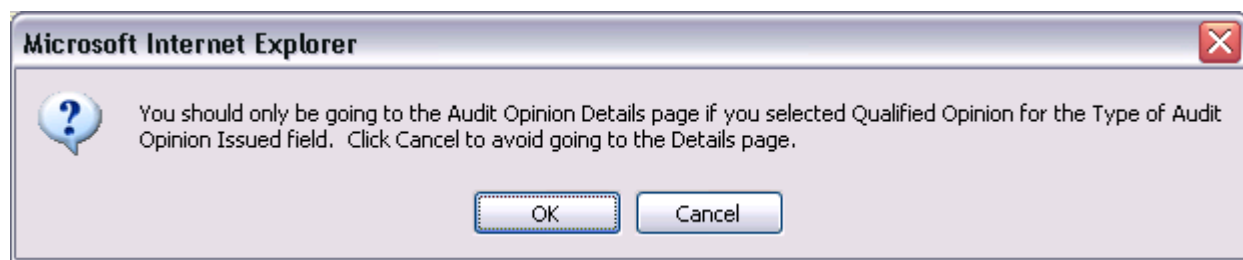 Microsoft Internet Explorer
You should only be going to the Audit Opinion Details page if you selected Qualified Opinion for the Type of Audit
Opinion Issued field.  Click Cancel to avoid going to the Details page.
OK
Cancel